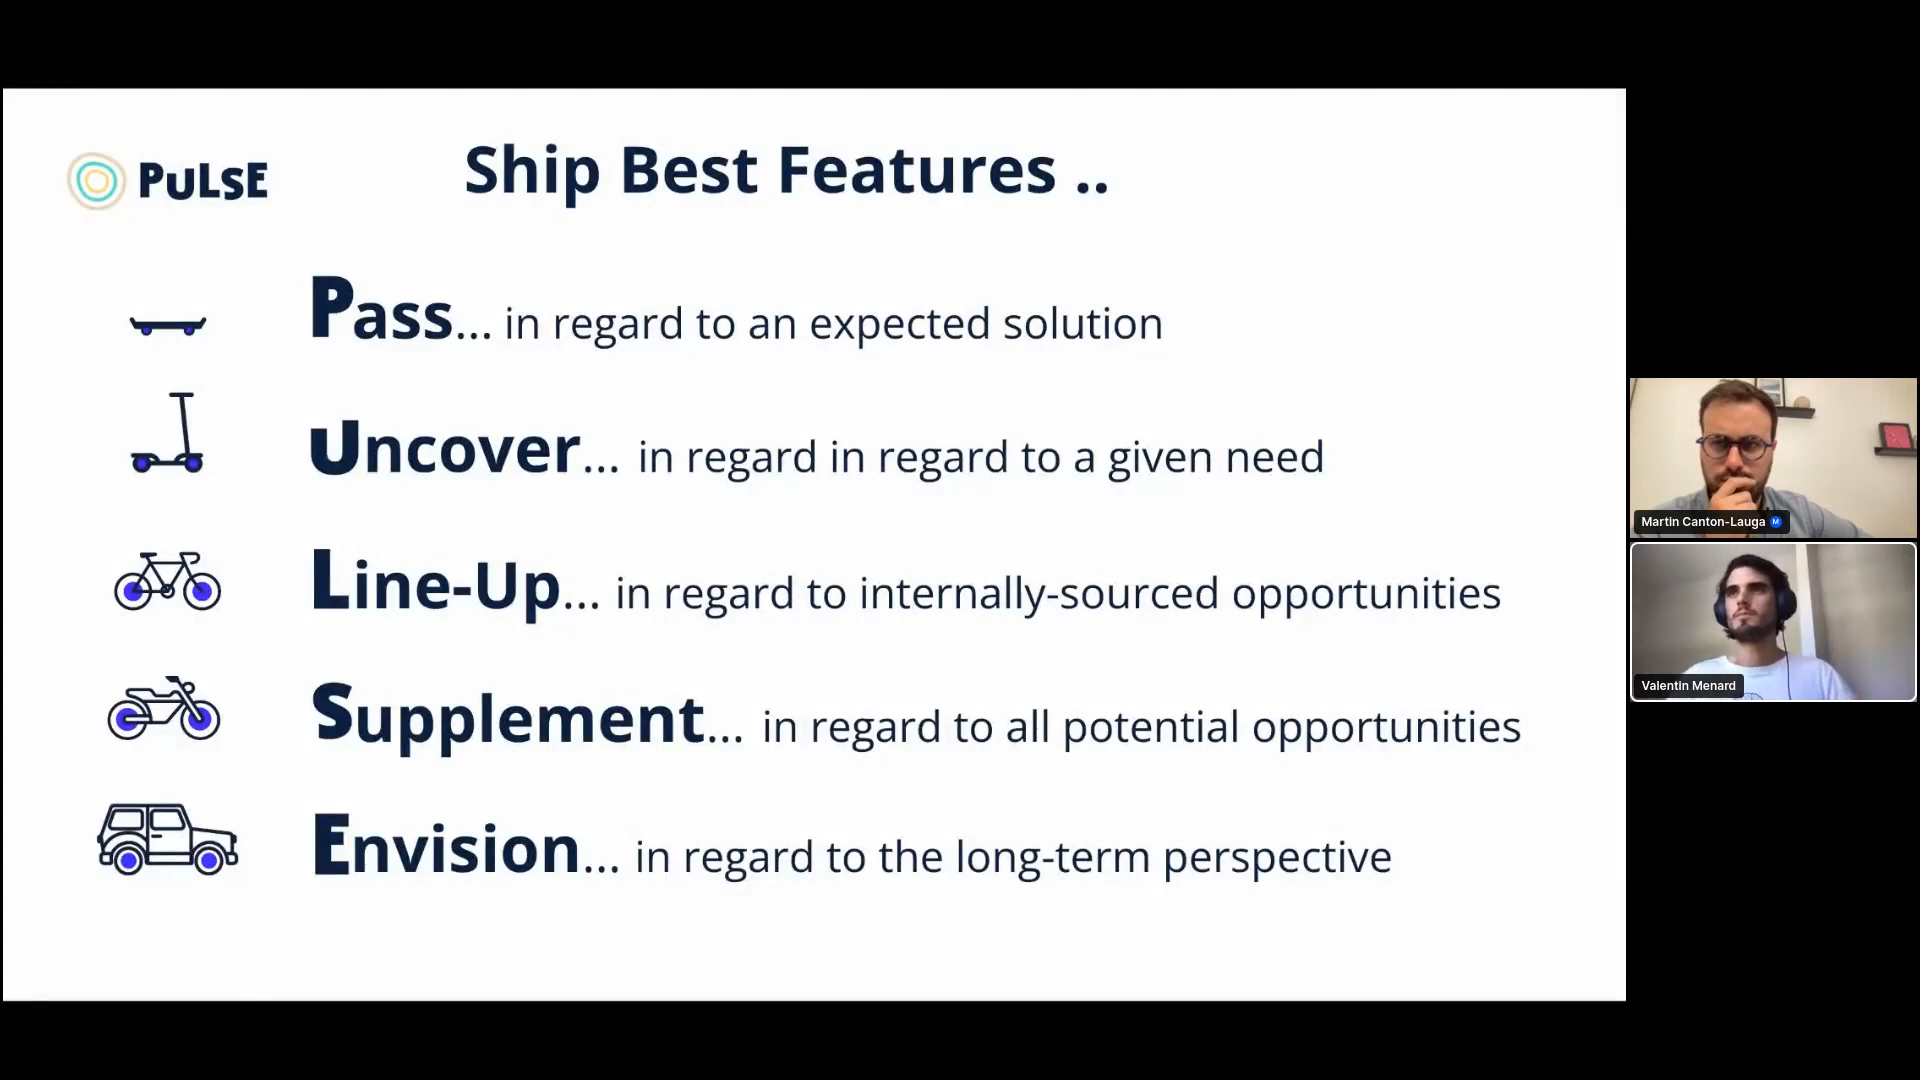 PuLsE
Ship Best Features ..
Pass... in regard to an expected solution
uncover... in regard in regard to a given need
Line-Up... in regard to internally-sourced opportunities
Supplement... in regard to all potential opportunities
Envision... in regard to the long-term perspective
Martin Canton-Lauga M
Valentin Menard